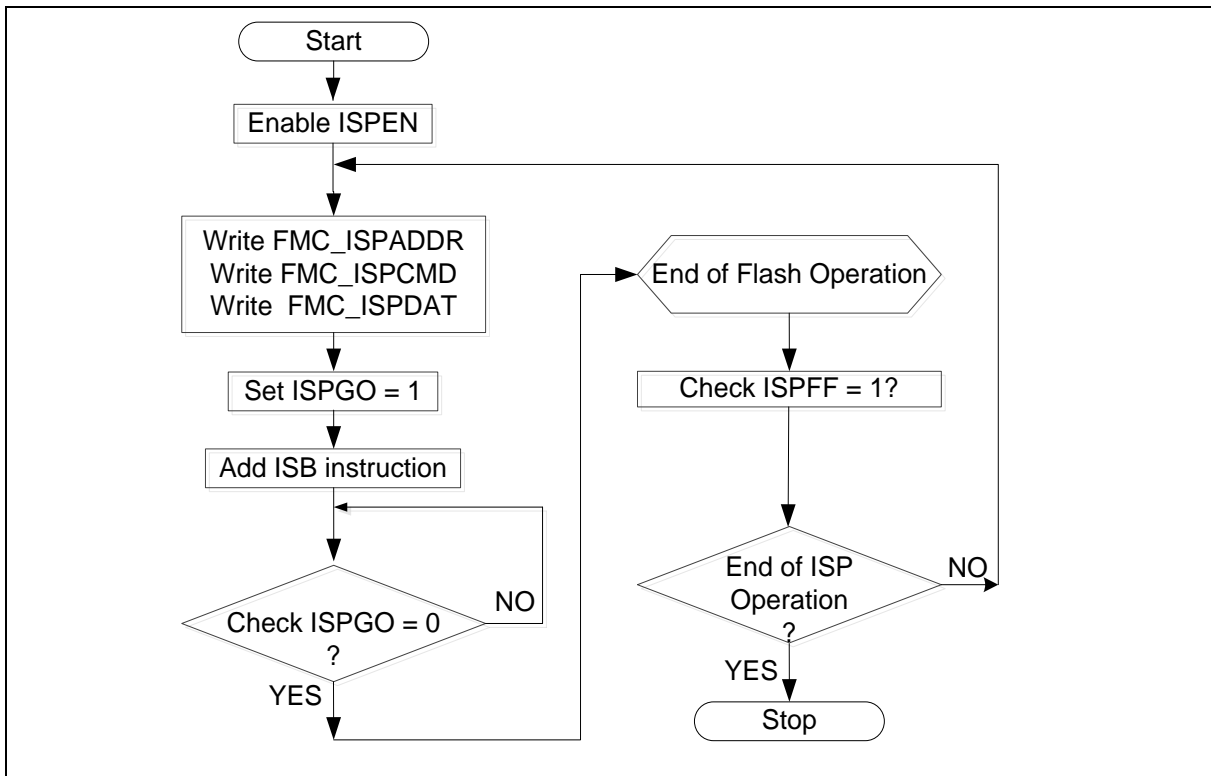 Start
Enable ISPEN
Write FMC_ISPADDR
Write FMC_ISPCMD
Write FMC_ISPDAT
Set ISPGO = 1
Add ISB instruction
Check ISPGO = 0
?
NO
YES
End of Flash Operation
Check ISPFF = 1?
End of ISP
Operation
?
NO
YES
Stop